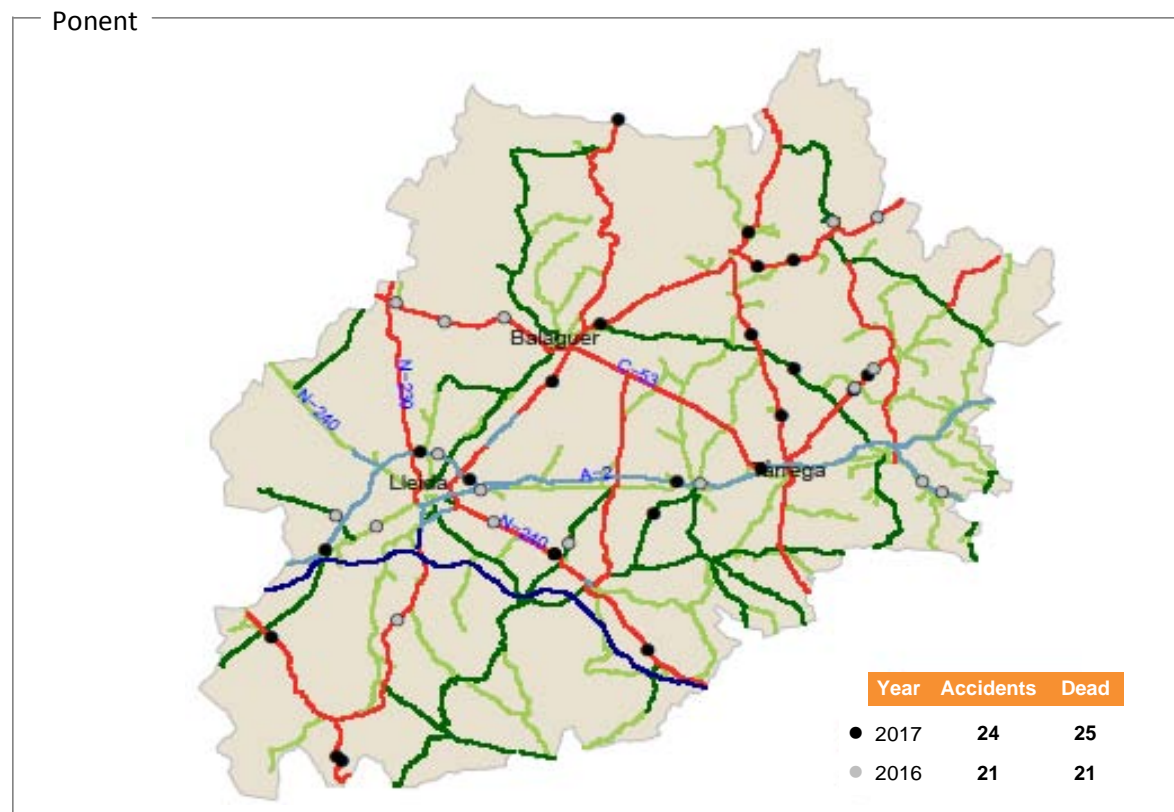 Ponent
Balaguer
C-53
N-230
N-240
A-2
Tàrrega
Lleida
N-240
Year Accidents Dead
2017 24 25
2016 21 21